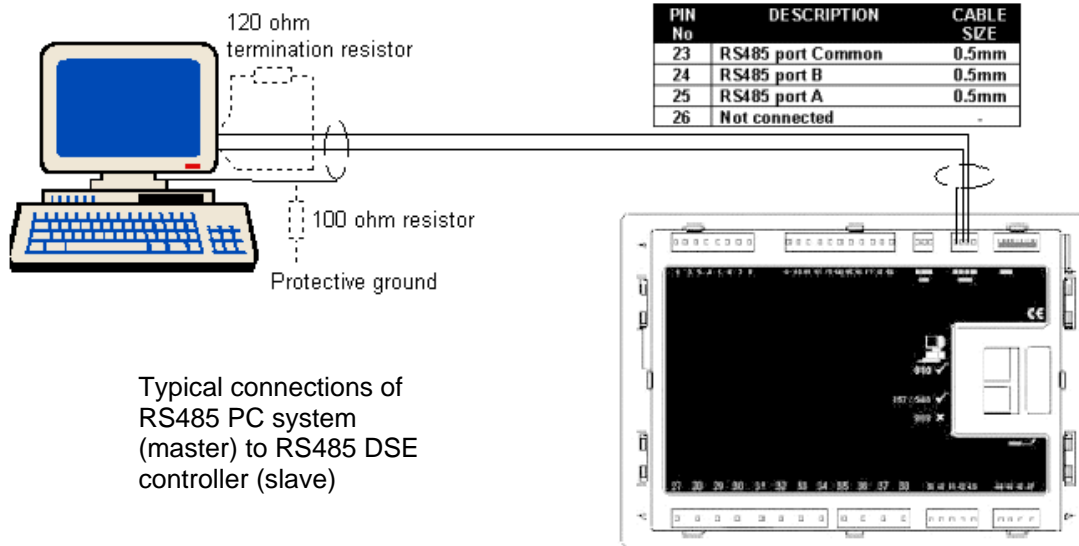 120 ohm
termination resistor
PIN No DESCRIPTION CABLE SIZE
23 RS485 port Common 0.5mm
24 RS485 port B 0.5mm
25 RS485 port A 0.5mm
26 Not connected -
100 ohm resistor
Protective ground
CE
Typical connections of
RS485 PC system
(master) to RS485 DSE
controller (slave)
27 28 29 30 31 32 33 34 35 36 37 38